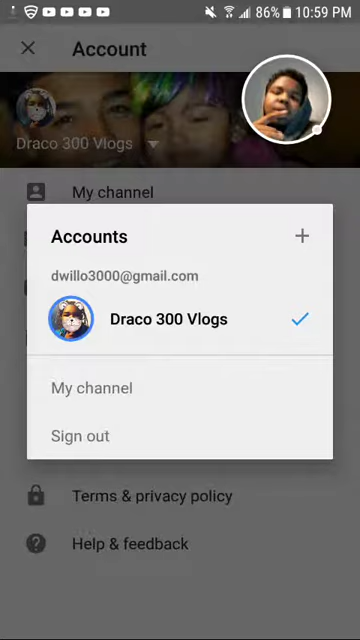 86% 10:59 PM
Account
Draco 300 Vlogs
My channel
Accounts
dwillo3000@gmail.com
Draco 300 Vlogs
My channel
Sign out
Terms & privacy policy
Help & feedback